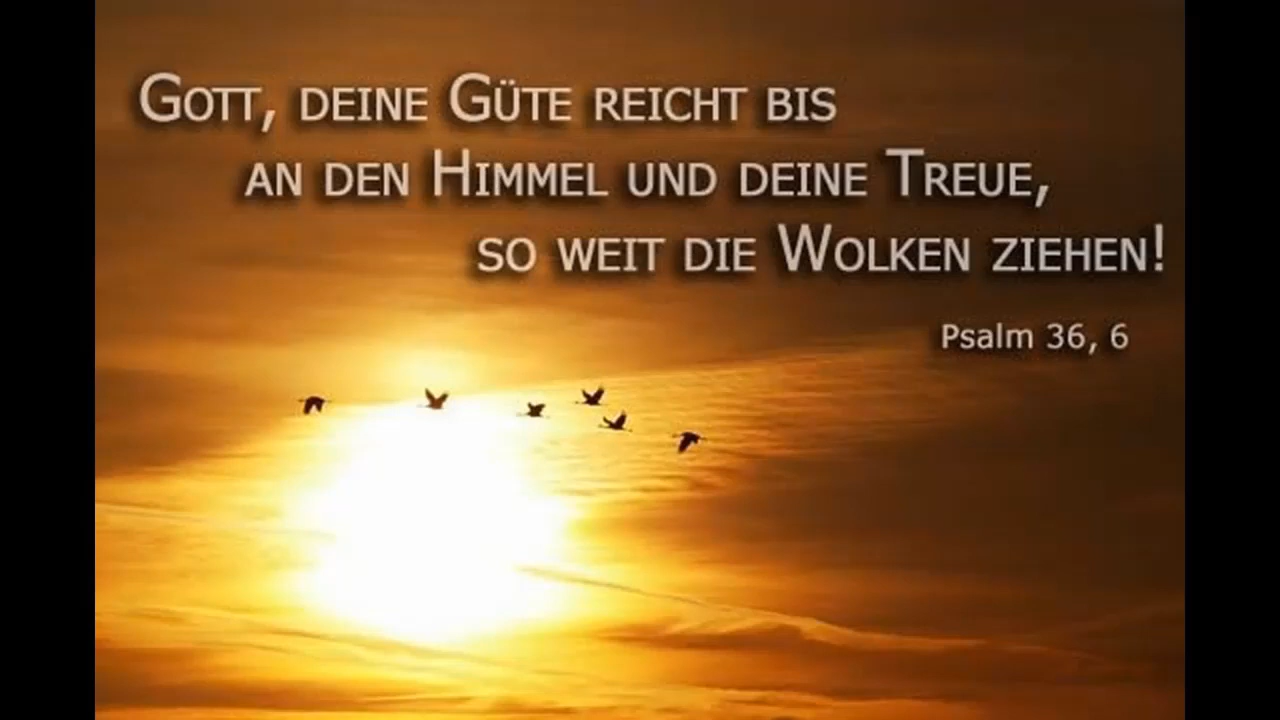 Gott, deine Güte reicht bis
an den Himmel und deine Treue,
so weit die Wolken ziehen!
Psalm 36, 6